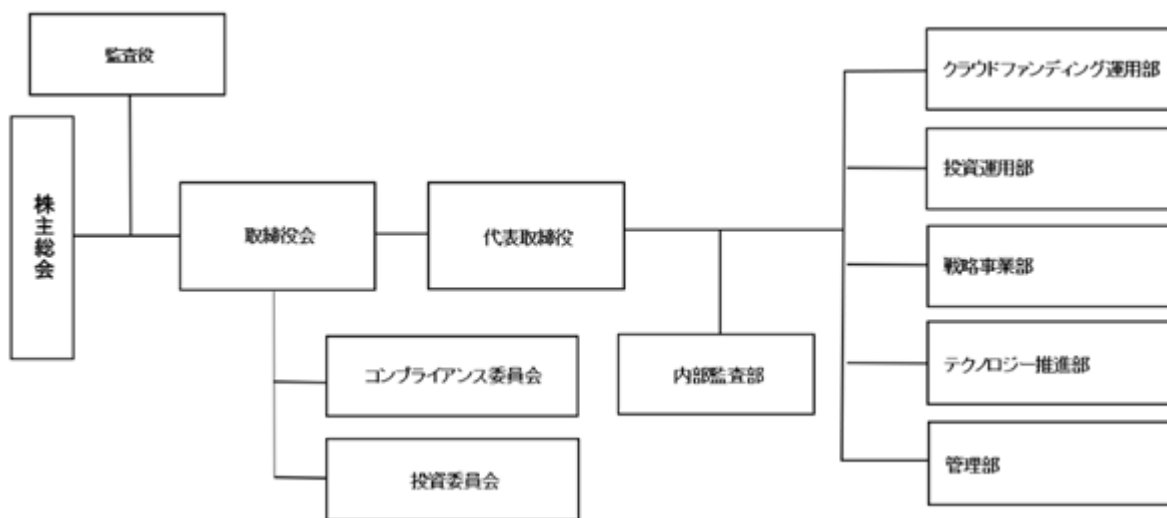 監査役
株主総会
取締役会
代表取締役
コンプライアンス委員会
投資委員会
内部監査部
クラウドファンディング運用部
投資運用部
戦略事業部
テクノロジー推進部
管理部